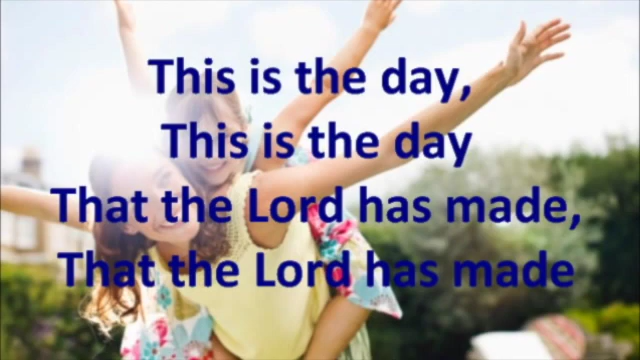 This is the day,
This is the day
That the Lord has made,
That the Lord has made